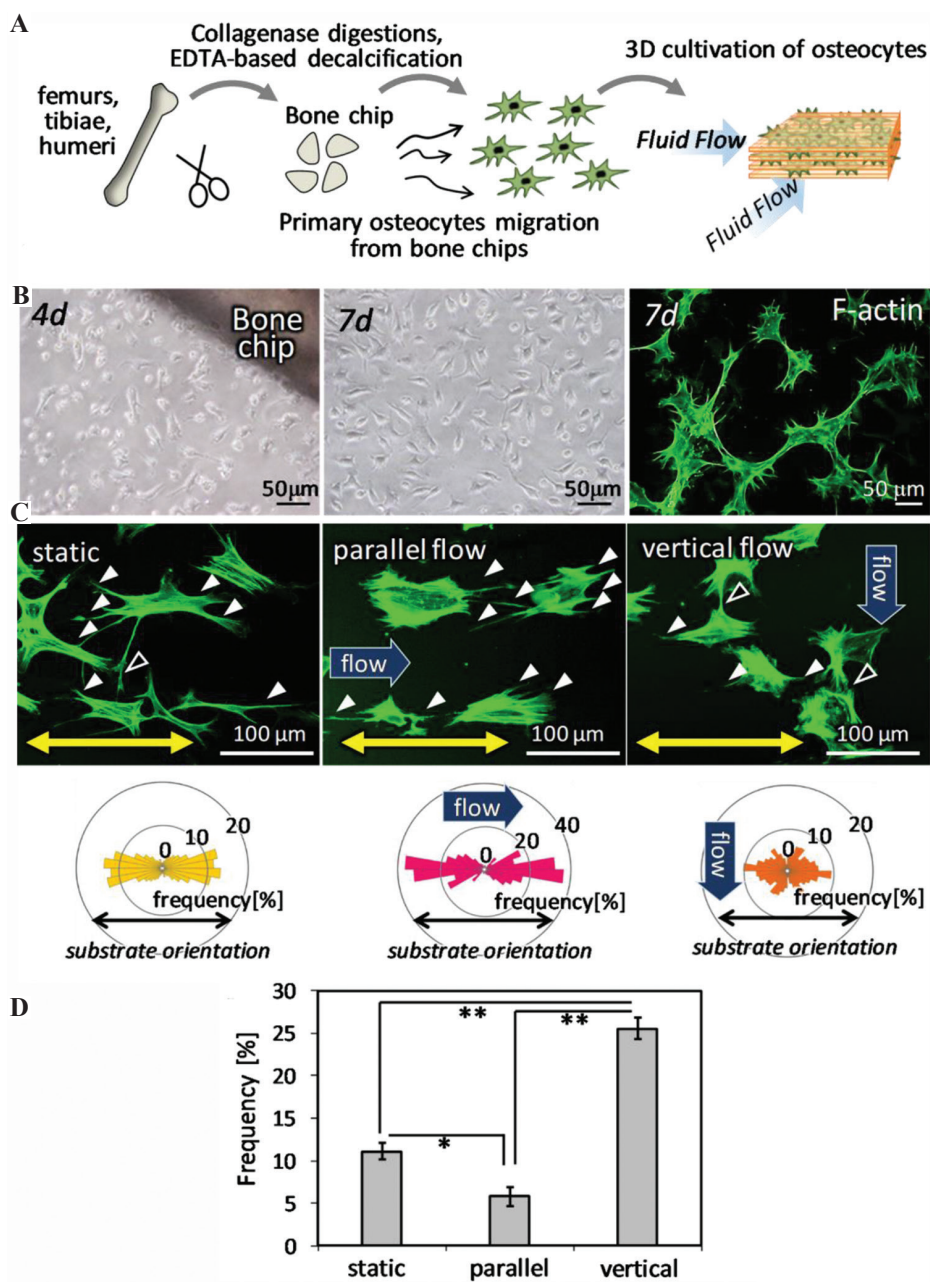 A
Collagenase digestions,
EDTA-based decalcification
3D cultivation of osteocytes
femurs,
tibiae,
humeri
Bone chip
Fluid Flow
Fluid Flow
Primary osteocytes migration
from bone chips
B
4d
Bone
chip
50μm
7d
50μm
7d
F-actin
50 μm
C
static
100 μm
parallel flow
flow
100 μm
vertical flow
flow
100 μm
0
10
20
frequency[%]
substrate orientation
flow
0
20
40
frequency[%]
substrate orientation
flow
0
10
20
frequency[%]
substrate orientation
D
Frequency [%]
30
25
20
15
10
5
0
**
**
*
static
parallel
vertical